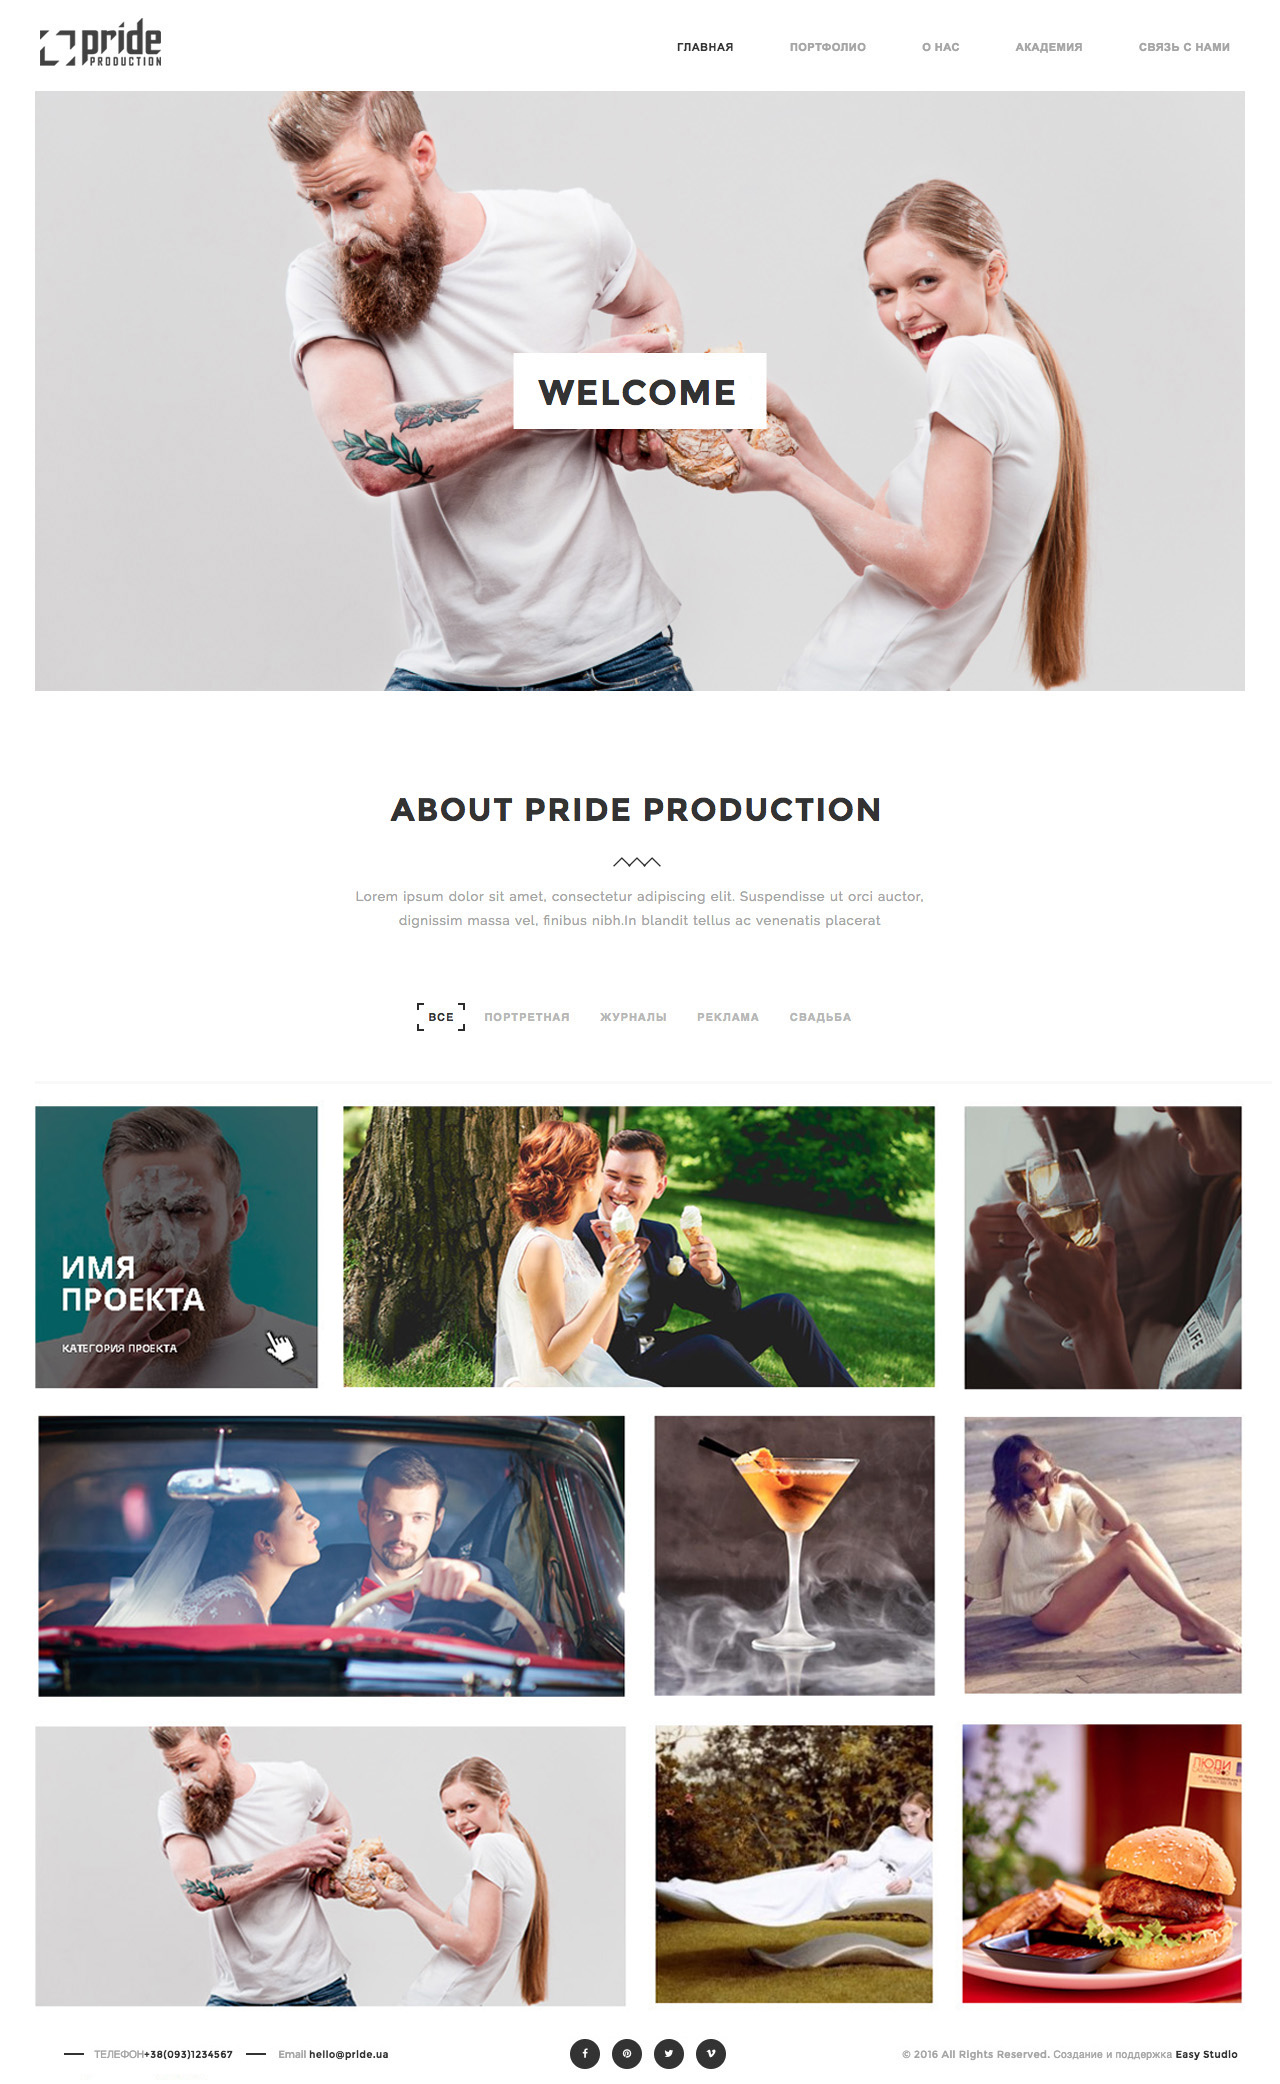 pride
PRODUCTION
ГЛАВНАЯ ПОРТФОЛИО О НАС АКАДЕМИЯ СВЯЗЬ С НАМИ
WELCOME
ABOUT PRIDE PRODUCTION
Lorem ipsum dolor sit amet, consectetur adipiscing elit. Suspendisse ut orci auctor,
dignissim massa vel, finibus nibh.In blandit tellus ac venenatis placerat
ВСЕ ПОРТРЕТНАЯ ЖУРНАЛЫ РЕКЛАМА СВАДЬБА
ИМЯ
ПРОЕКТА
КАТЕГОРИЯ ПРОЕКТА
LIFE
ЛЮДИ
ТЕЛЕФОН+38(093)1234567 Email hello@pride.ua
© 2016 All Rights Reserved. Создание и поддержка Easy Studio